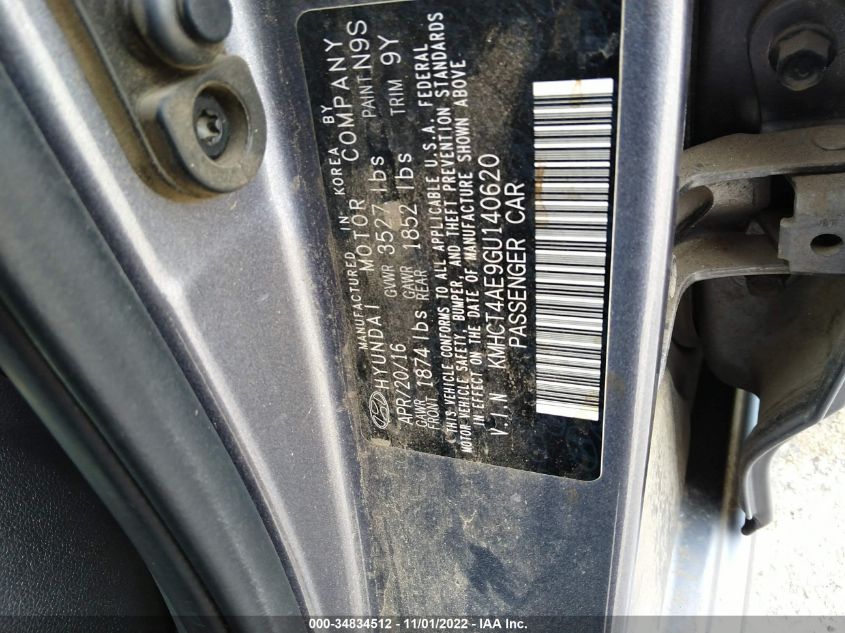 MANUFACTURED IN KOREA BY
HYUNDAI MOTOR COMPANY
APR/20/16 GVWR 3527 lbs PAINT N9S
GAWR FRONT 1874 lbs GAWR REAR 1852 lbs TRIM 9Y
THIS VEHICLE CONFORMS TO ALL APPLICABLE U.S.A. FEDERAL
MOTOR VEHICLE SAFETY, BUMPER, AND THEFT PREVENTION STANDARDS
IN EFFECT ON THE DATE OF MANUFACTURE SHOWN ABOVE
V.I.N KMHCT4AE9GU140620
PASSENGER CAR
000-34834512 - 11/01/2022 - IAA Inc.